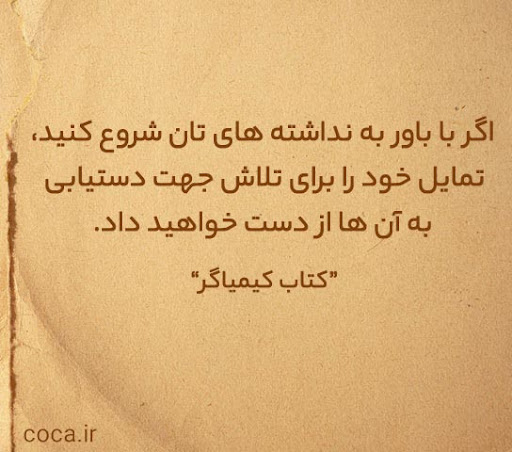 اگر با باور به نداشته های تان شروع کنید،
تمایل خود را برای تلاش جهت دستیابی
به آن ها از دست خواهید داد.
”کتاب کیمیاگر“
coca.ir